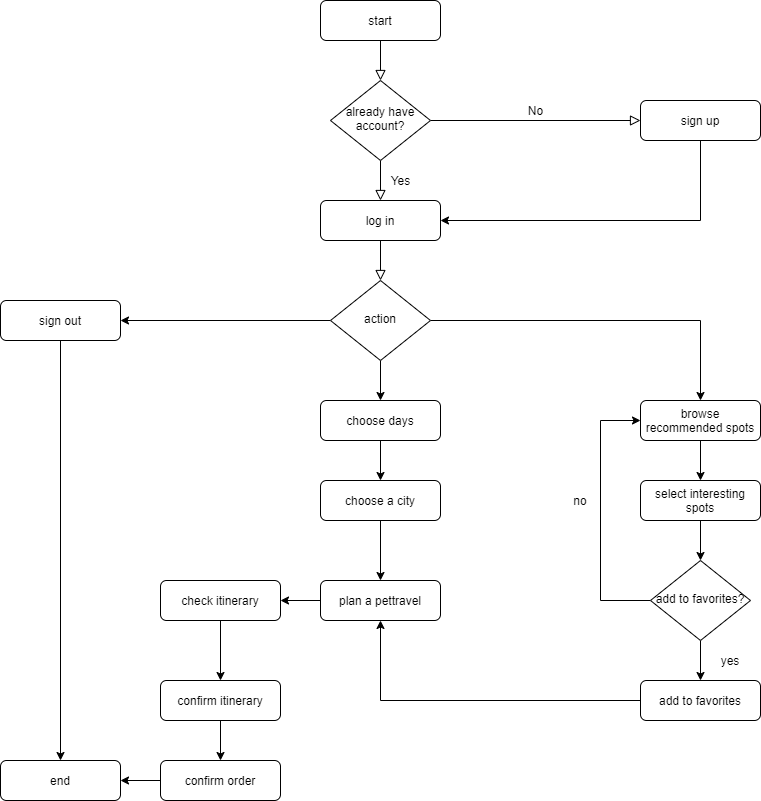 start
already have
account?
No
sign up
Yes
log in
sign out
action
choose days
browse
recommended spots
choose a city
no
select interesting
spots
check itinerary
plan a pettravel
add to favorites?
yes
confirm itinerary
add to favorites
end
confirm order